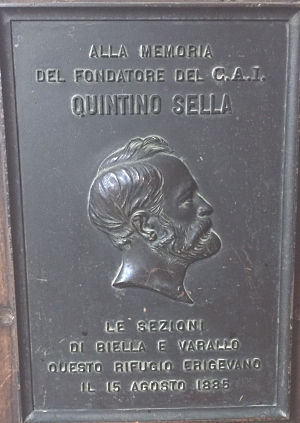 ALLA MEMORIA
DEL FONDATORE DEL C.A.I.
QUINTINO SELLA
LE SEZIONI
DI BIELLA E VARALLO
QUESTO RIFUGIO ERIGEVANO
IL 15 AGOSTO 1885